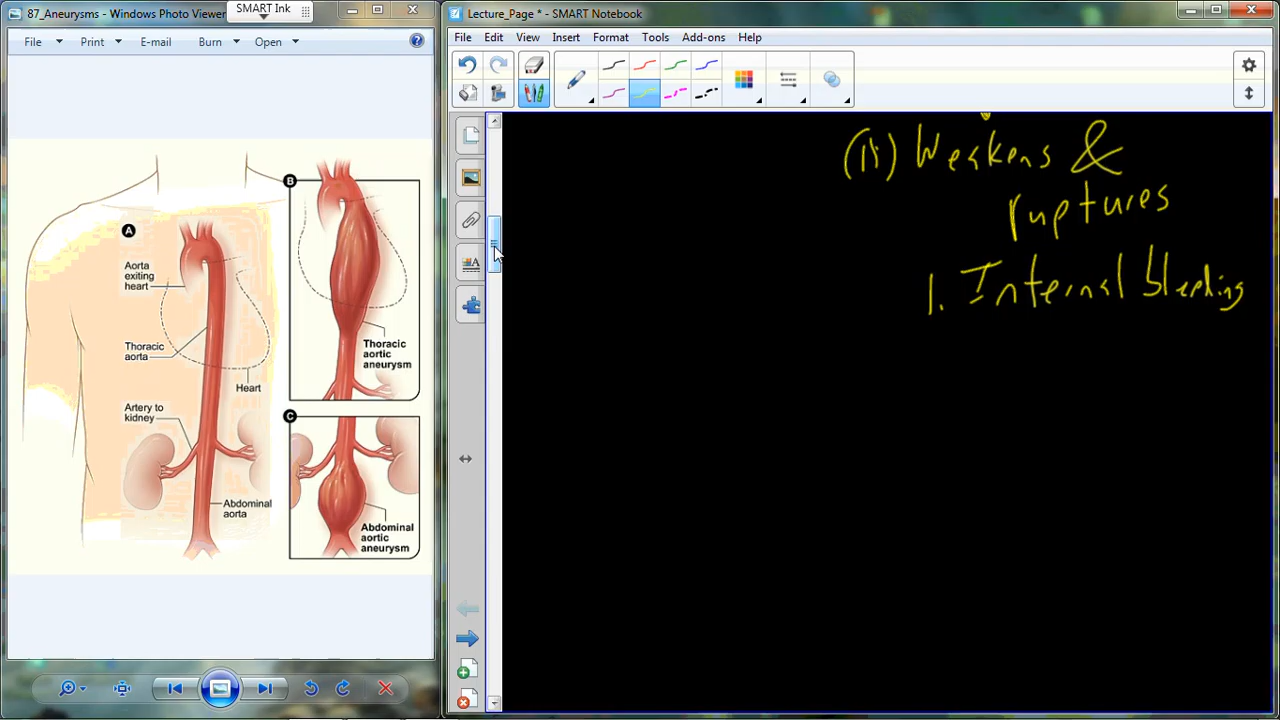 87_Aneurysms - Windows Photo Viewer
SMART Ink
File Print E-mail Burn Open
A
Aorta
exiting
heart
Thoracic
aorta
Heart
Artery to
kidney
Abdominal
aorta
B
Thoracic
aortic
aneurysm
C
Abdominal
aortic
aneurysm
Lecture_Page * - SMART Notebook
File Edit View Insert Format Tools Add-ons Help
(ii) Weakens &
ruptures
1. Internal bleeding